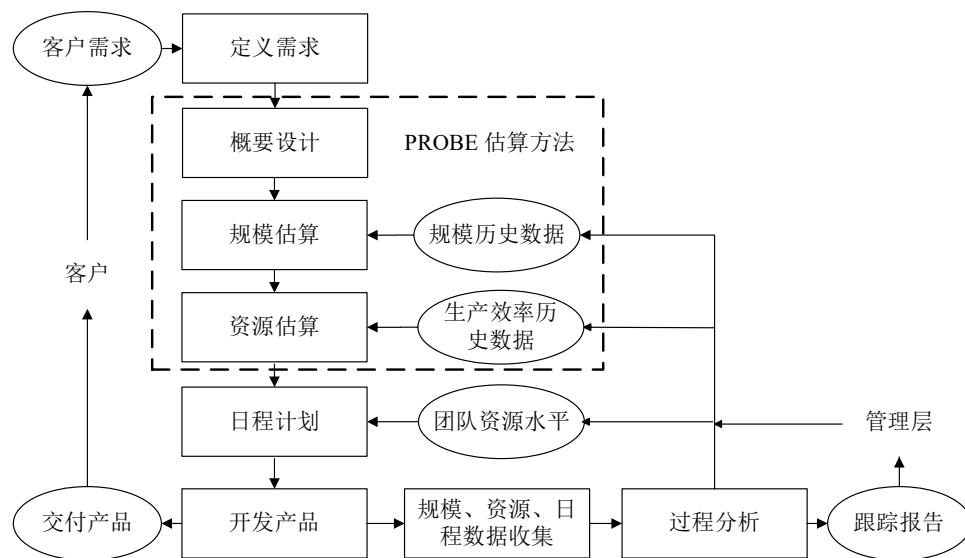 客户需求
定义需求
概要设计
PROBE 估算方法
规模估算
规模历史数据
客户
资源估算
生产效率历
史数据
日程计划
团队资源水平
管理层
交付产品
开发产品
规模、资源、日
程数据收集
过程分析
跟踪报告